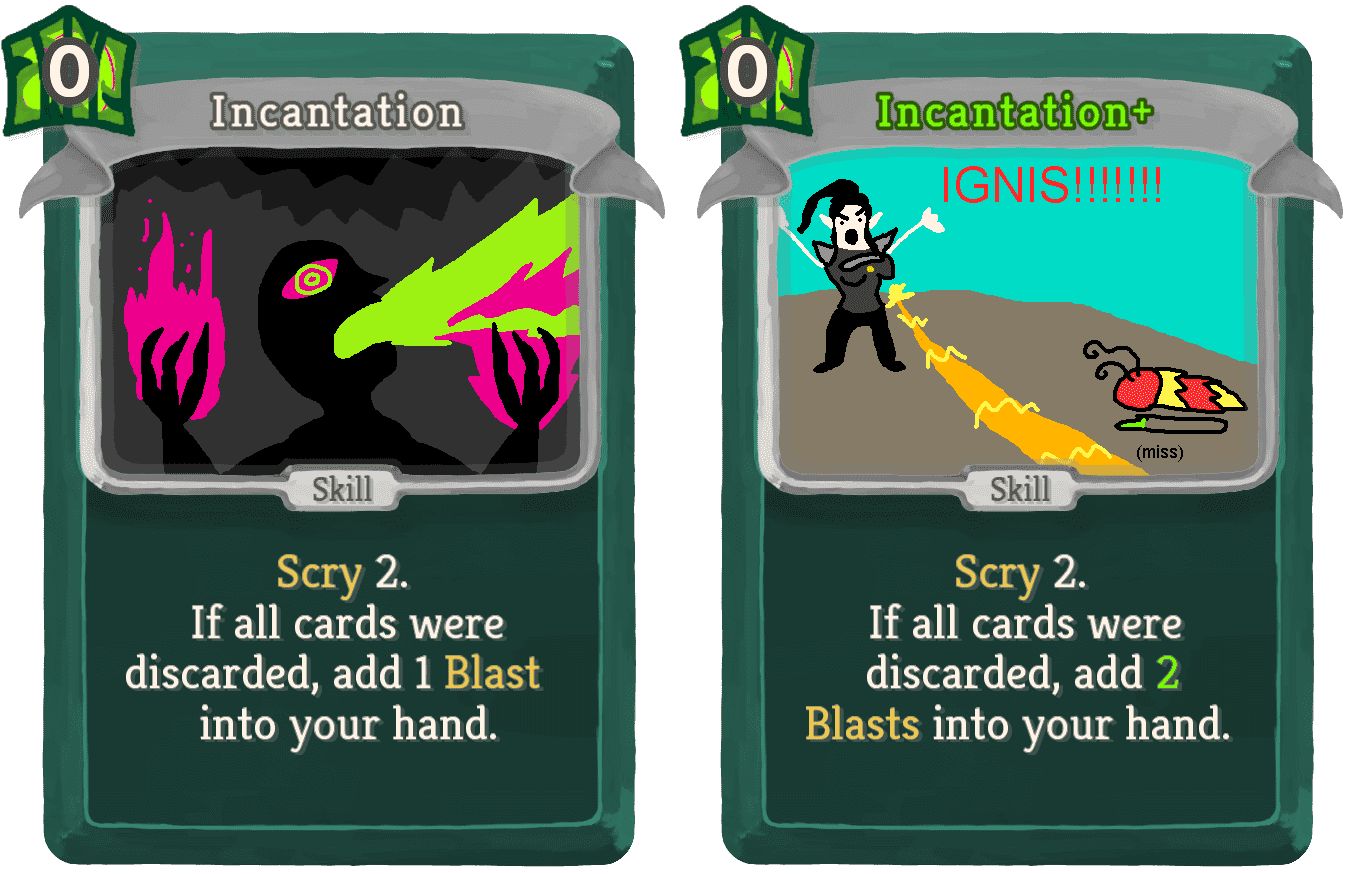 0
Incantation
Skill
Scry 2.
If all cards were
discarded, add 1 Blast
into your hand.
0
Incantation+
IGNIS!!!!!!!
(miss)
Skill
Scry 2.
If all cards were
discarded, add 2
Blasts into your hand.